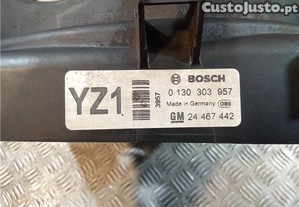 CustoJusto.pt
BOSCH
YZ1
3957
0 130 303 957
Made in Germany
GM 24 467 442